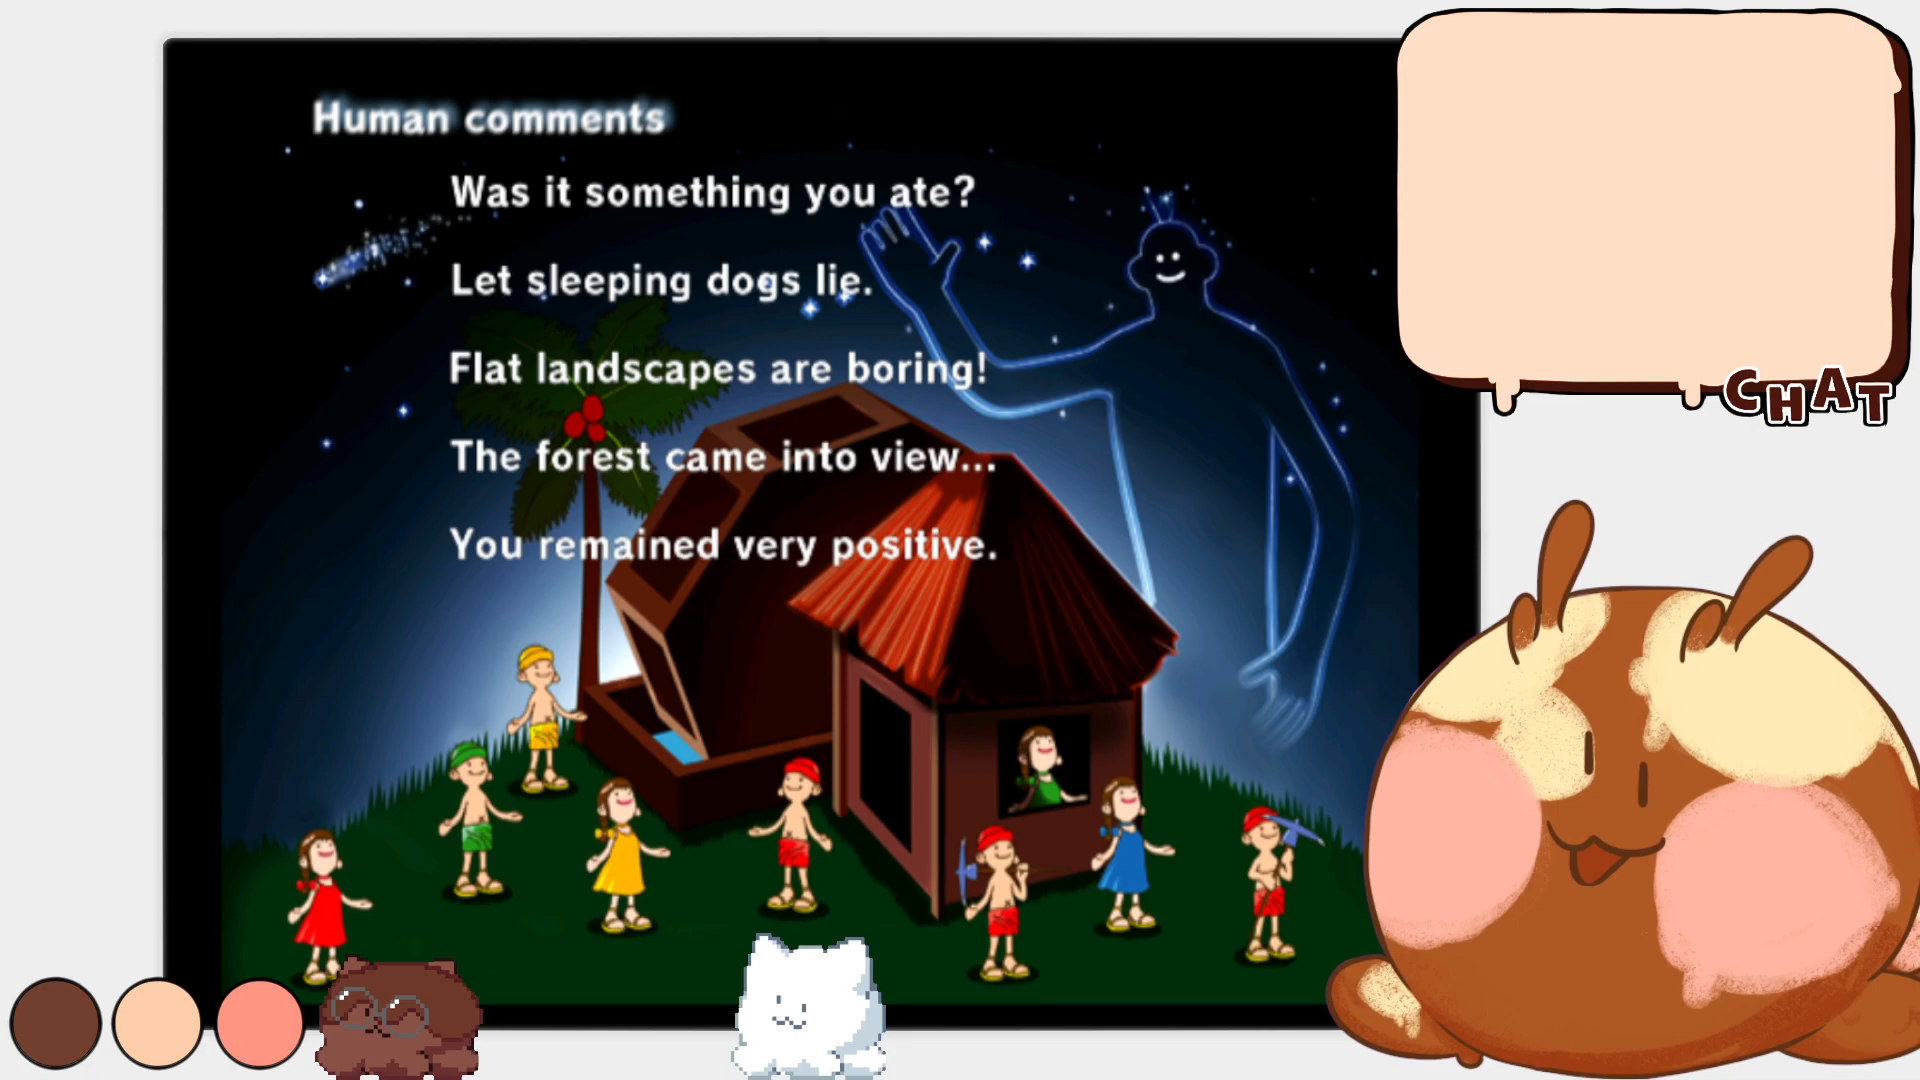 Human comments
Was it something you ate?
Let sleeping dogs lie.
Flat landscapes are boring!
The forest came into view...
You remained very positive.
CHAT